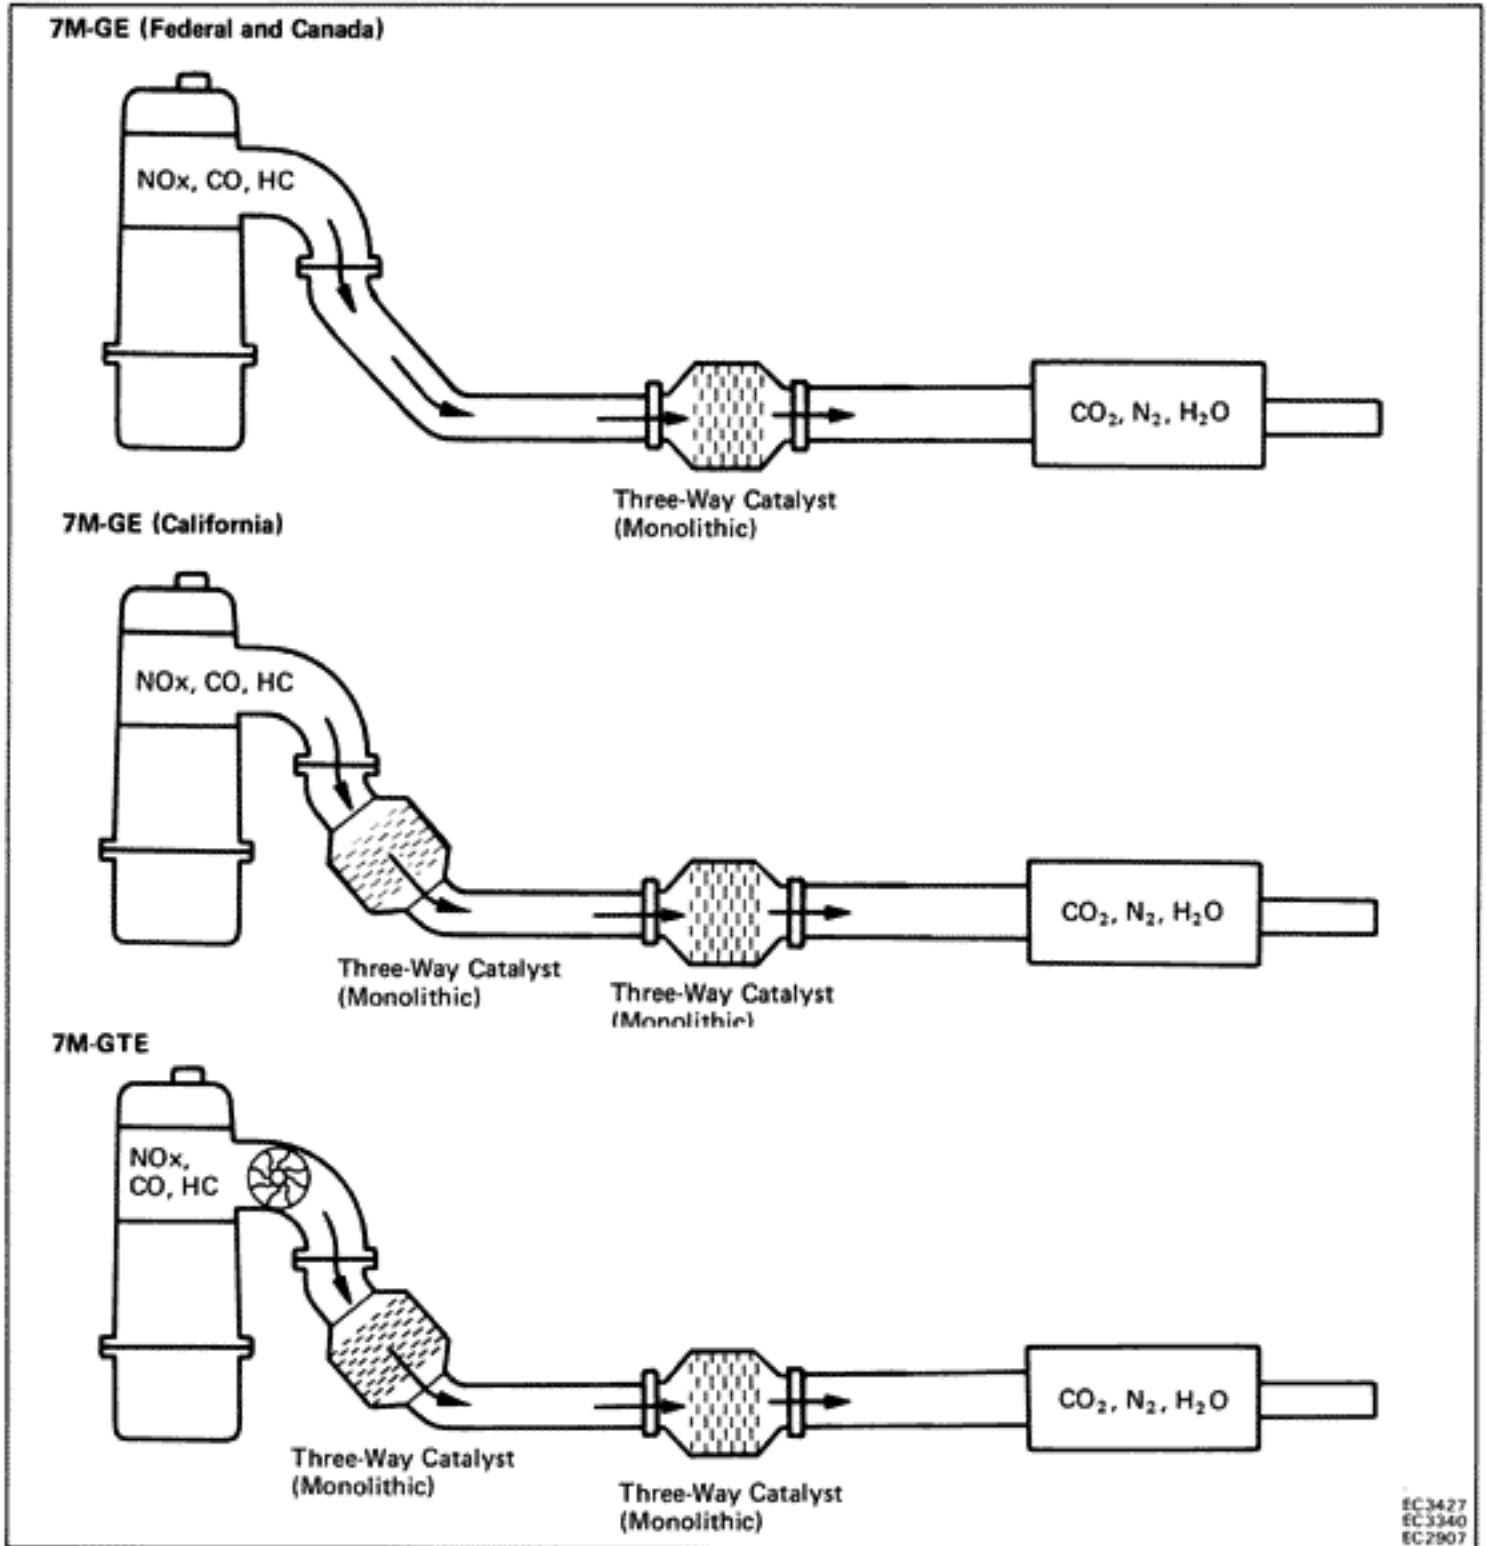 7M-GE (Federal and Canada)
NOx, CO, HC
CO₂, N₂, H₂O
Three-Way Catalyst
(Monolithic)
7M-GE (California)
NOx, CO, HC
CO₂, N₂, H₂O
Three-Way Catalyst
(Monolithic)
Three-Way Catalyst
(Monolithic)
7M-GTE
NOx,
CO, HC
CO₂, N₂, H₂O
Three-Way Catalyst
(Monolithic)
Three-Way Catalyst
(Monolithic)
EC3427
EC3340
EC2907